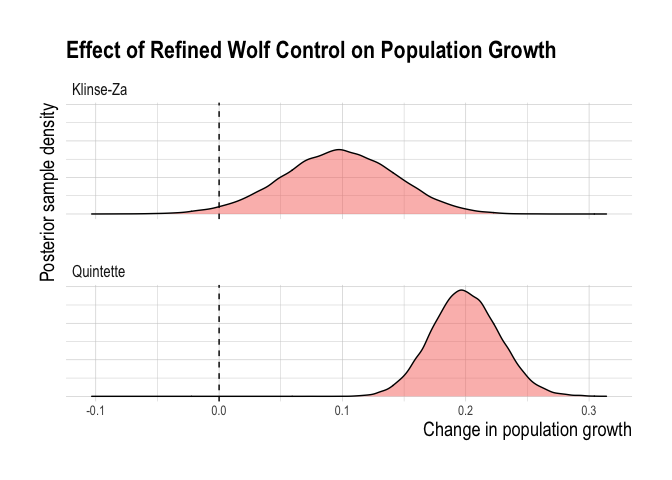 Effect of Refined Wolf Control on Population Growth
Klinse-Za
Posterior sample density
Quintette
-0.1 0.0 0.1 0.2 0.3
Change in population growth